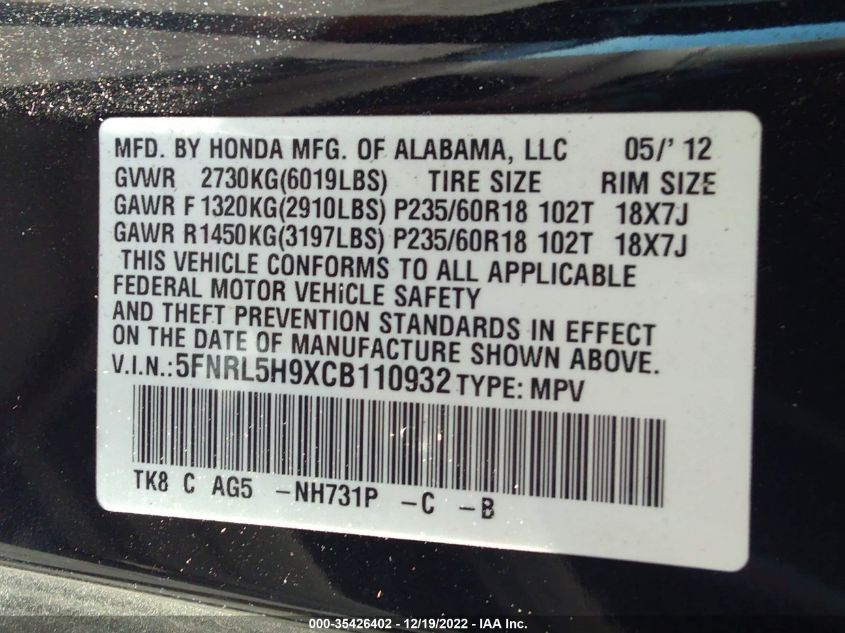 MFD. BY HONDA MFG. OF ALABAMA, LLC 05/' 12
GVWR 2730KG(6019LBS) TIRE SIZE RIM SIZE
GAWR F 1320KG(2910LBS) P235/60R18 102T 18X7J
GAWR R1450KG(3197LBS) P235/60R18 102T 18X7J
THIS VEHICLE CONFORMS TO ALL APPLICABLE
FEDERAL MOTOR VEHICLE SAFETY
AND THEFT PREVENTION STANDARDS IN EFFECT
ON THE DATE OF MANUFACTURE SHOWN ABOVE.
V.I.N.:5FNRL5H9XCB110932 TYPE: MPV
TK8 C AG5 -NH731P -C -B
000-35426402 - 12/19/2022 - IAA Inc.